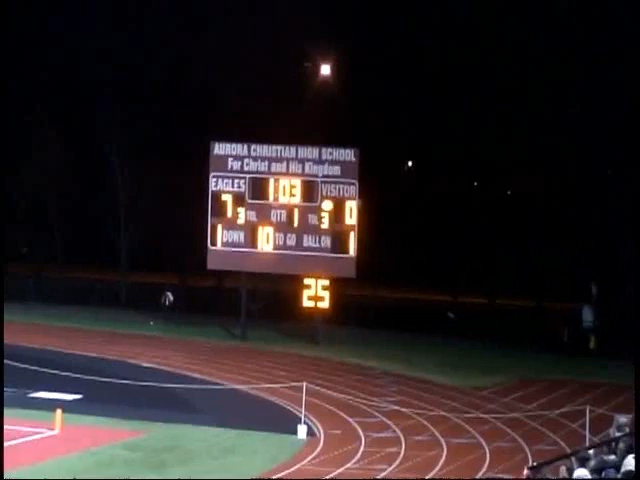 AURORA CHRISTIAN HIGH SCHOOL
For Christ and His Kingdom
EAGLES 1:03 VISITOR
7 3 TOL QTR 1 TOL 3 0
1 DOWN 10 TO GO BALL ON 1
25